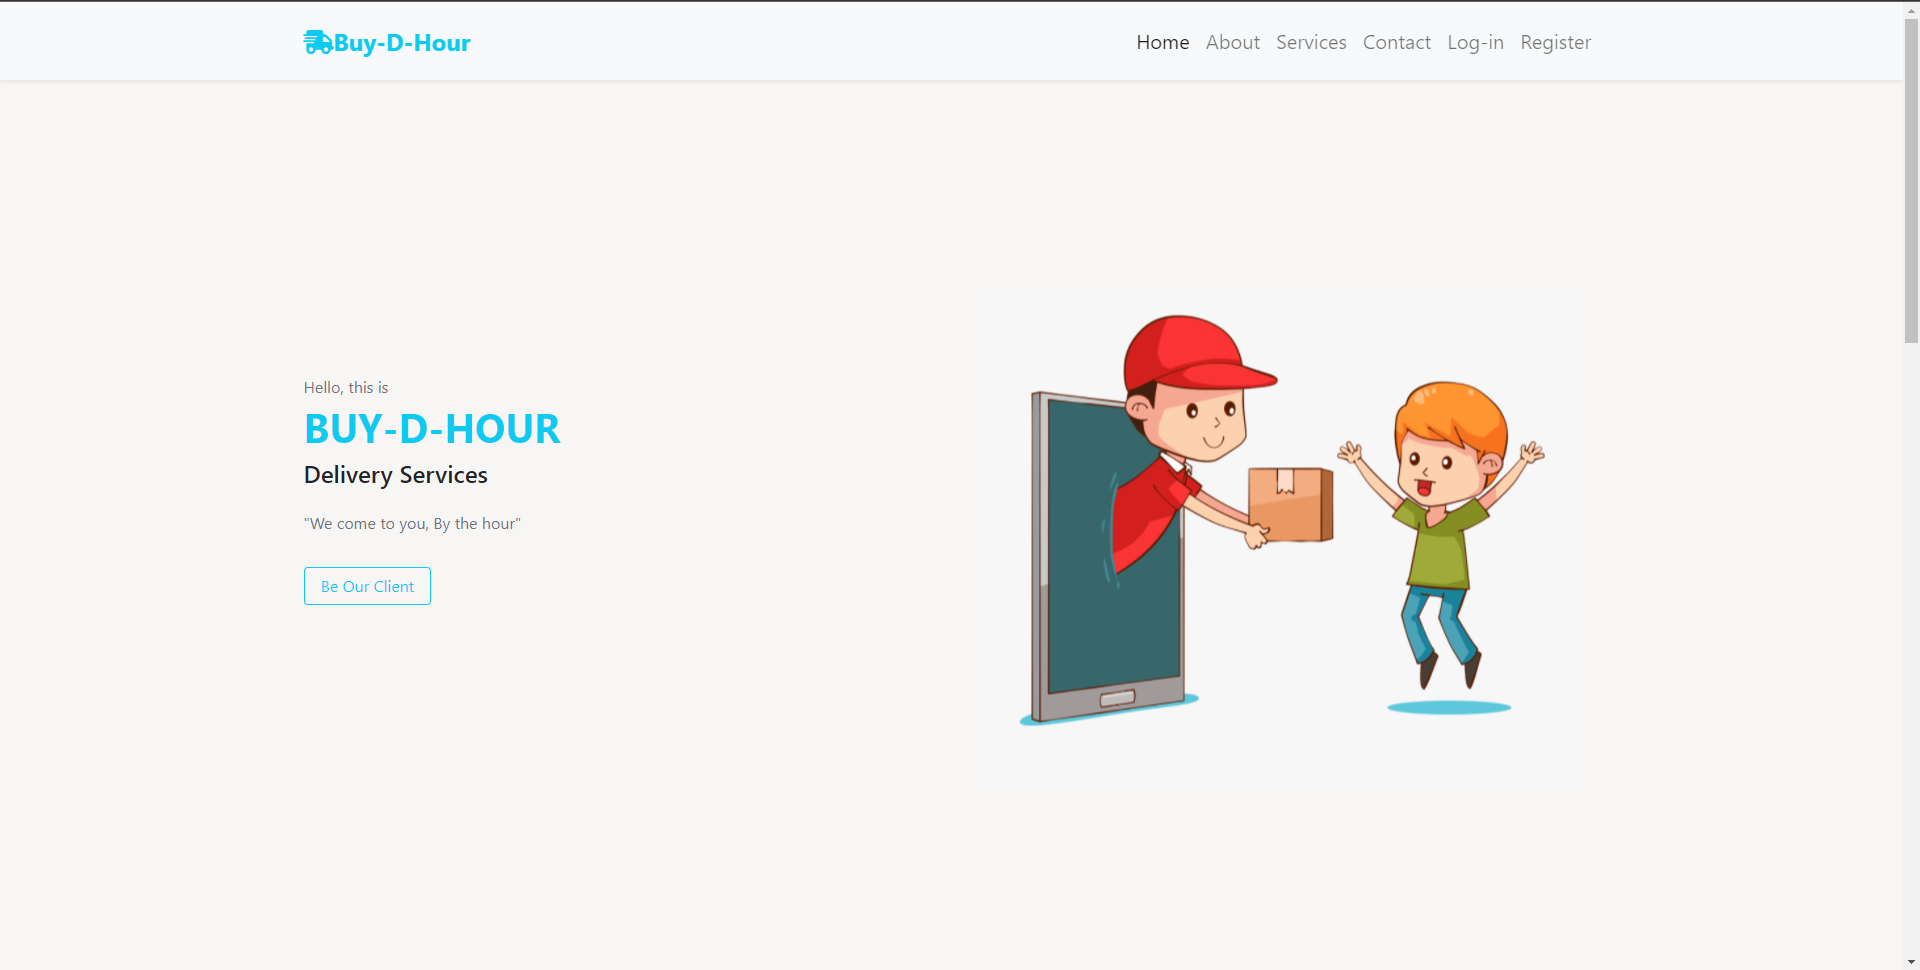 Buy-D-Hour
Home About Services Contact Log-in Register
Hello, this is
BUY-D-HOUR
Delivery Services
"We come to you, By the hour"
Be Our Client